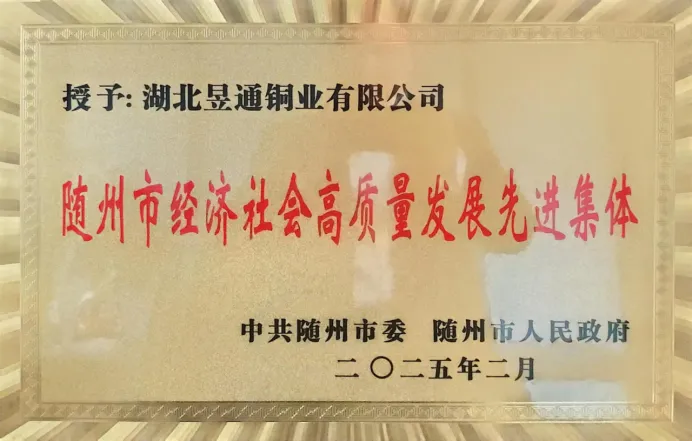 授予: 湖北昱通铜业有限公司
随州市经济社会高质量发展先进集体
中共随州市委 随州市人民政府
二〇二五年二月